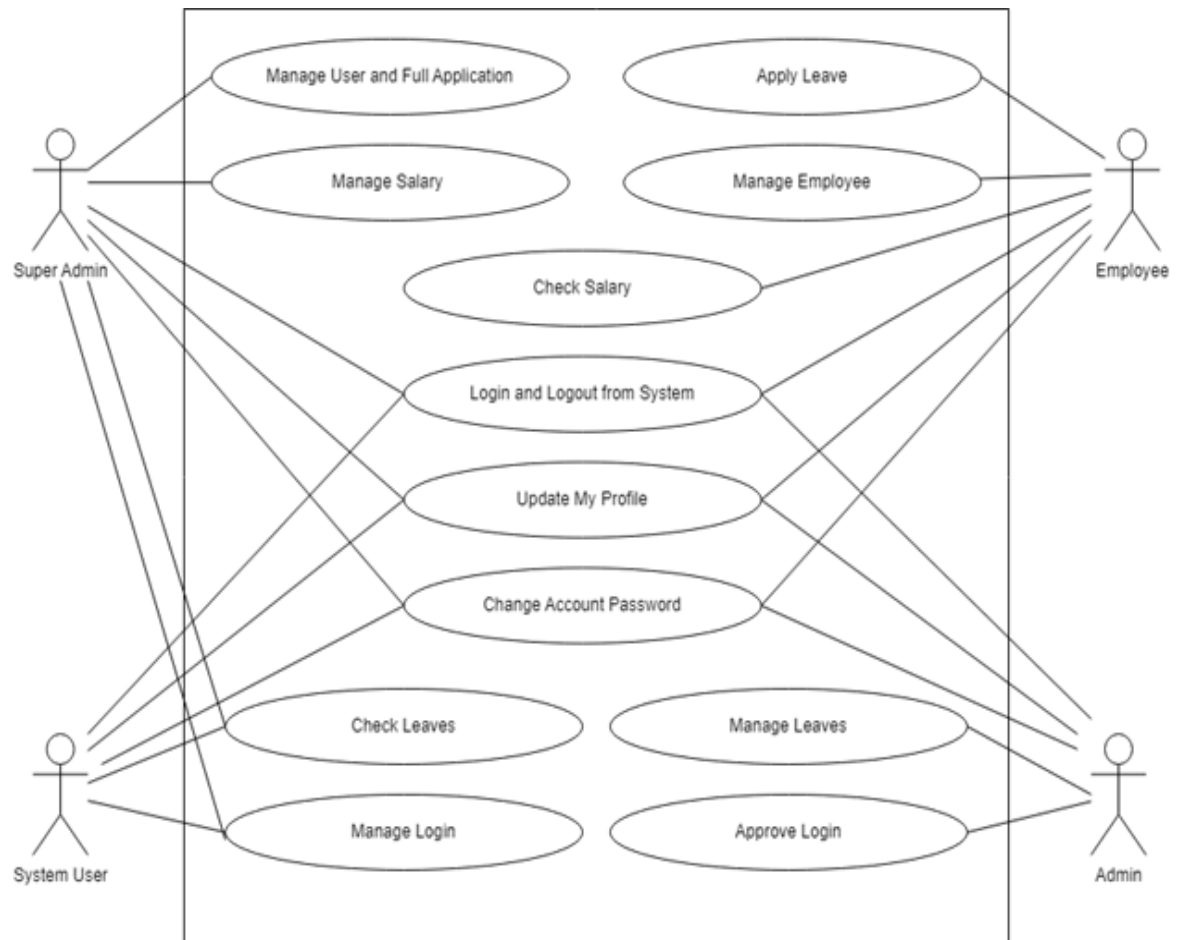 Manage User and Full Application
Apply Leave
Manage Salary
Manage Employee
Super Admin
Employee
Check Salary
Login and Logout from System
Update My Profile
Change Account Password
Check Leaves
Manage Leaves
Manage Login
Approve Login
System User
Admin